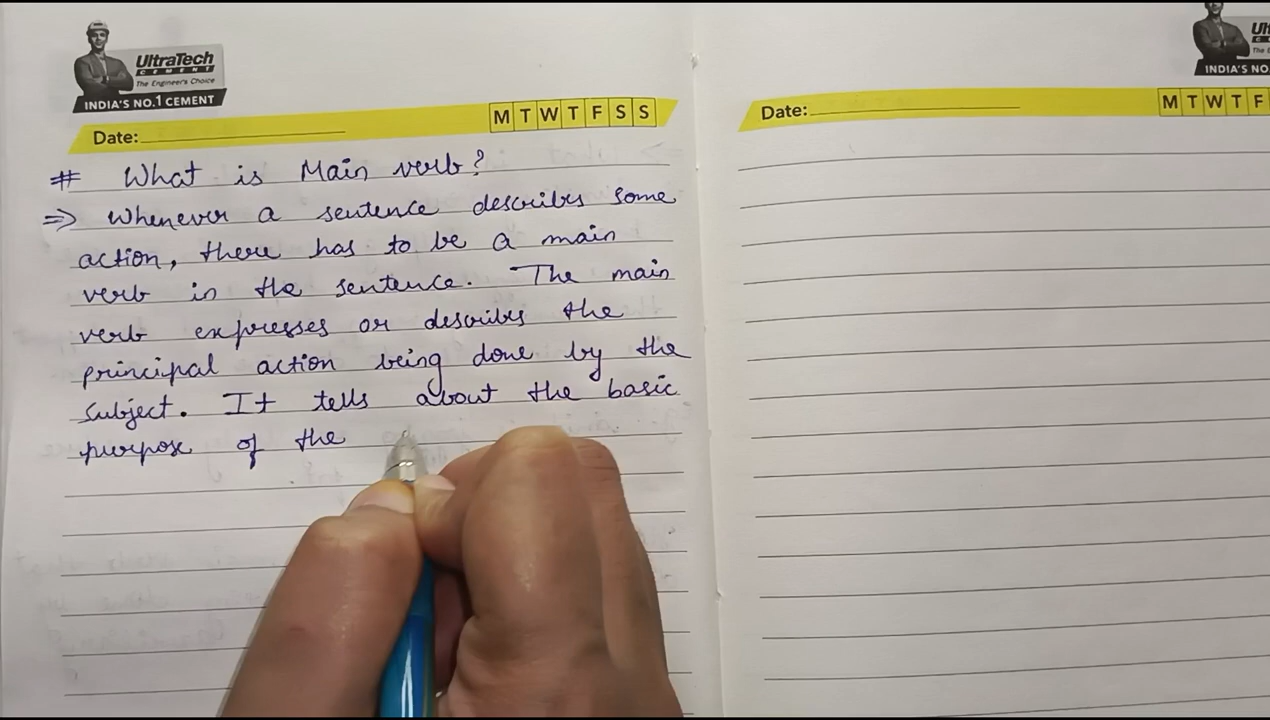 UltraTech
CEMENT
The Engineer's Choice
INDIA'S NO.1 CEMENT
Date:
M T W T F S S
# What is Main verb?
⇒ Whenever a sentence describes some
action, there has to be a main
verb in the sentence. The main
verb expresses or describes the
principal action being done by the
subject. It tells about the basic
purpose of the
INDIA'S NO.
Date:
M T W T F